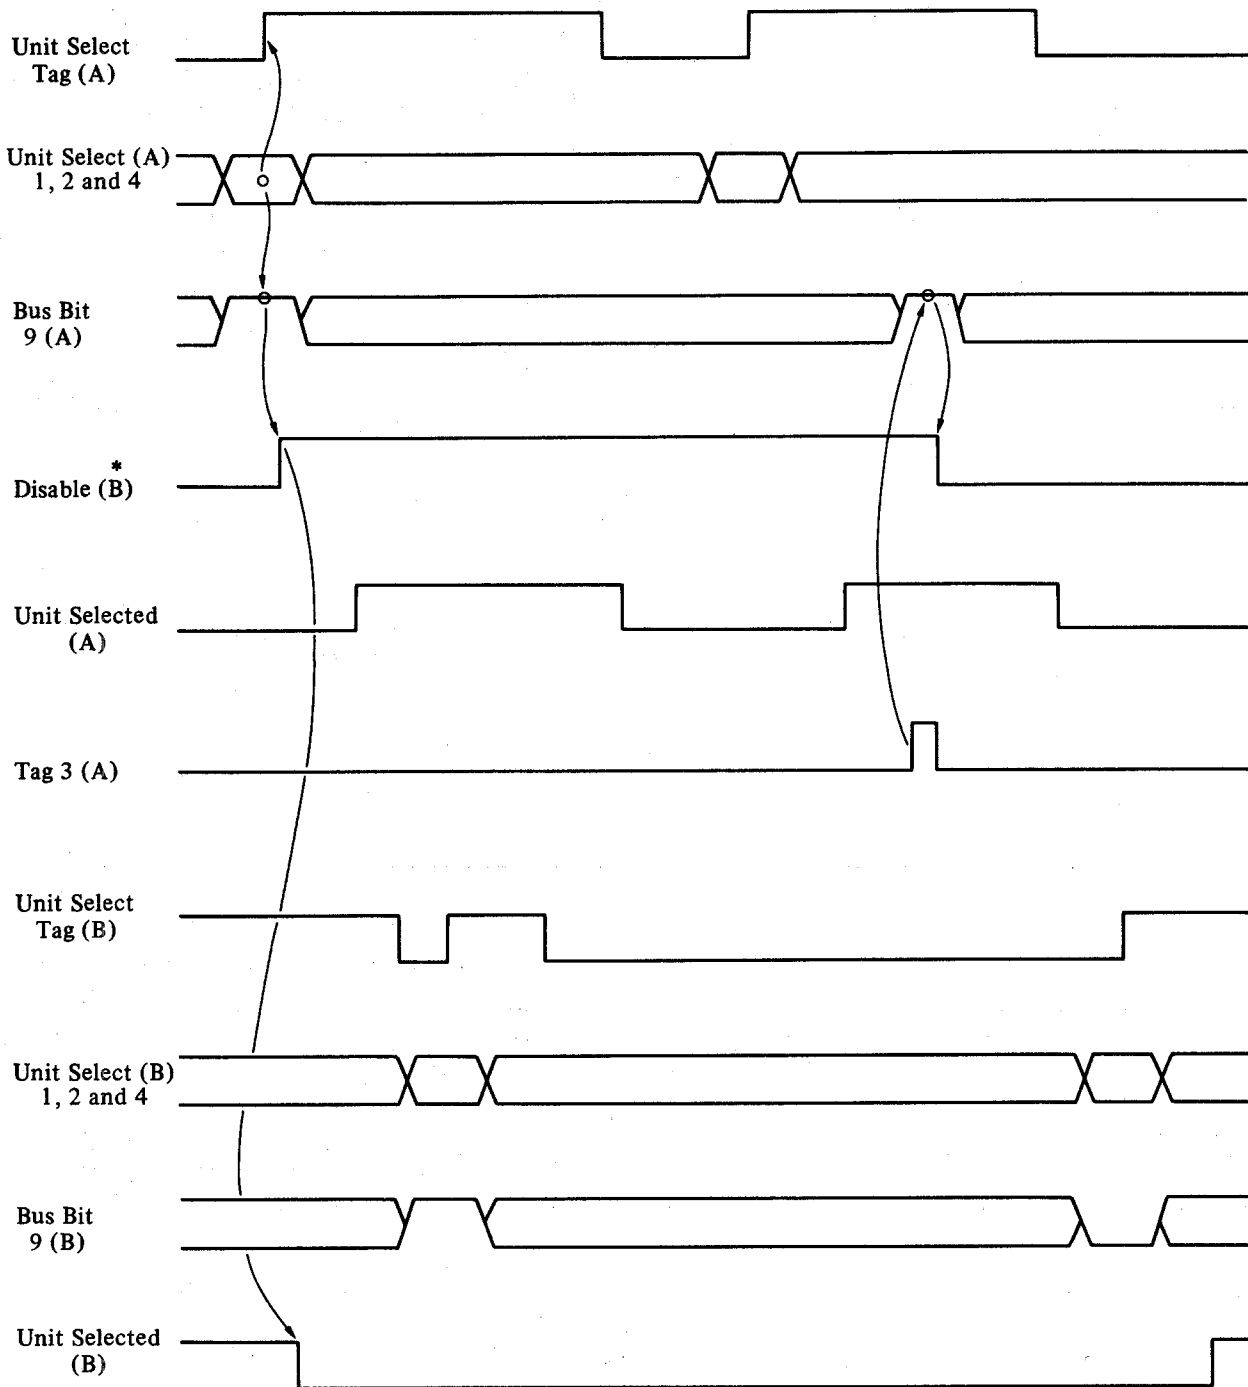 Unit Select
Tag (A)
Unit Select (A)
1, 2 and 4
Bus Bit
9 (A)
*
Disable (B)
Unit Selected
(A)
Tag 3 (A)
Unit Select
Tag (B)
Unit Select (B)
1, 2 and 4
Bus Bit
9 (B)
Unit Selected
(B)